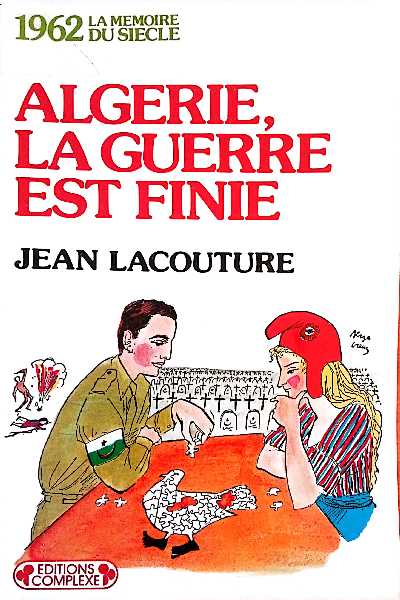 1962 LA MEMOIRE
DU SIECLE
ALGERIE,
LA GUERRE
EST FINIE
JEAN LACOUTURE
EDITIONS
COMPLEXE